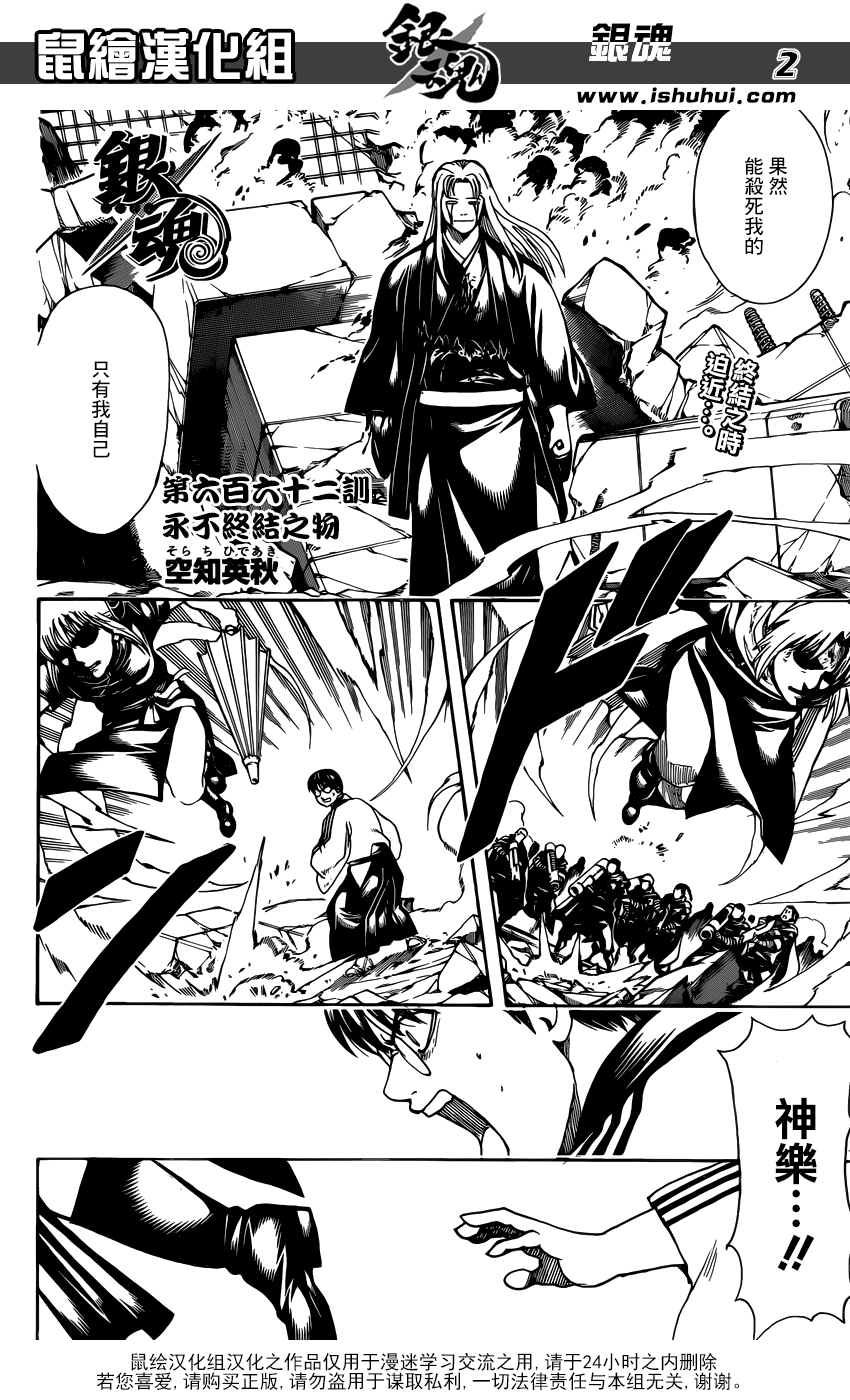 鼠繪漢化組
銀魂
銀魂
2
www.ishuhui.com
銀魂
果然
能殺死我的
終結之時
迫近…。
只有我自己
第六百六十二訓
永不終結之物
そらちひであき
空知英秋
ド
ド
神樂…!!
鼠绘汉化组汉化之作品仅用于漫迷学习交流之用,请于24小时之内删除
若您喜爱,请购买正版,请勿盗用于谋取私利,一切法律责任与本组无关,谢谢。